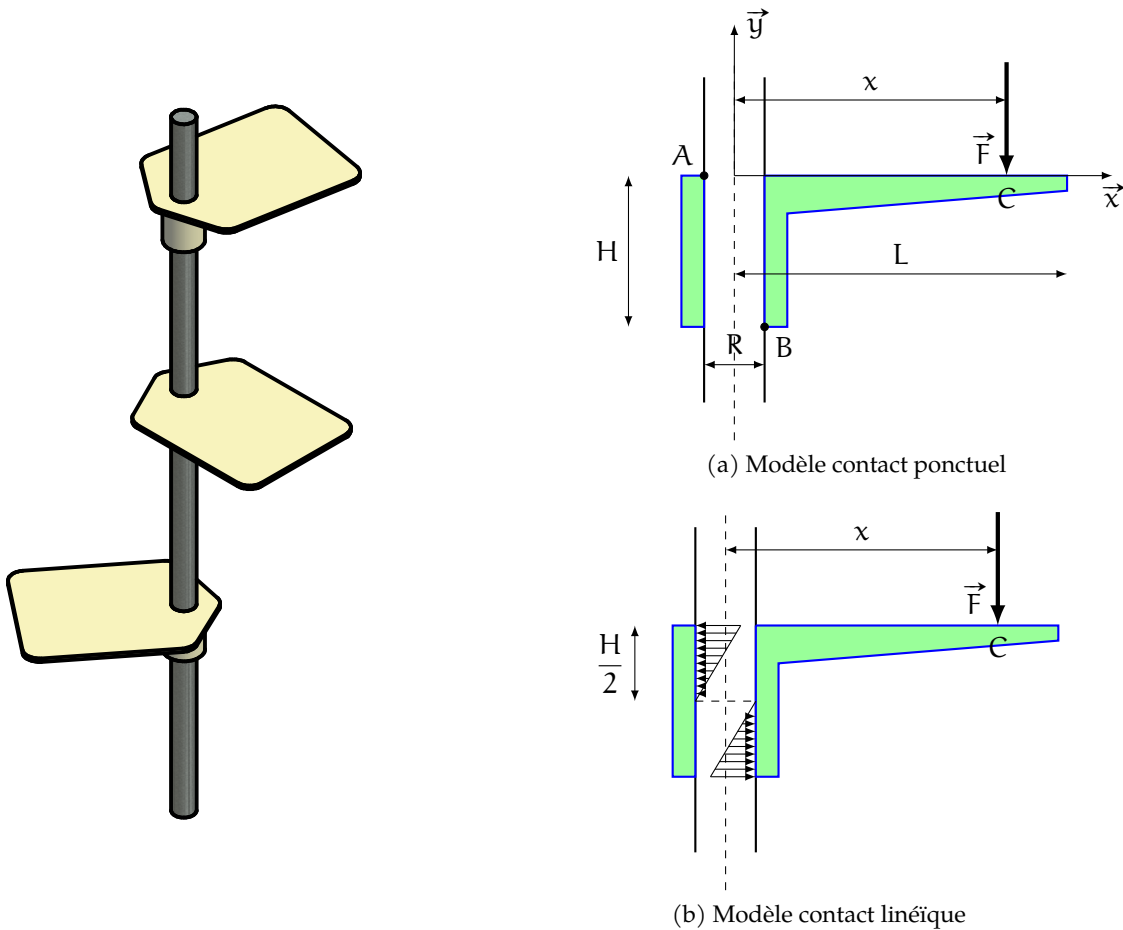 y
x
A
F
C
x
H
L
R
B
(a) Modèle contact ponctuel
x
F
H
2
C
(b) Modèle contact linéïque